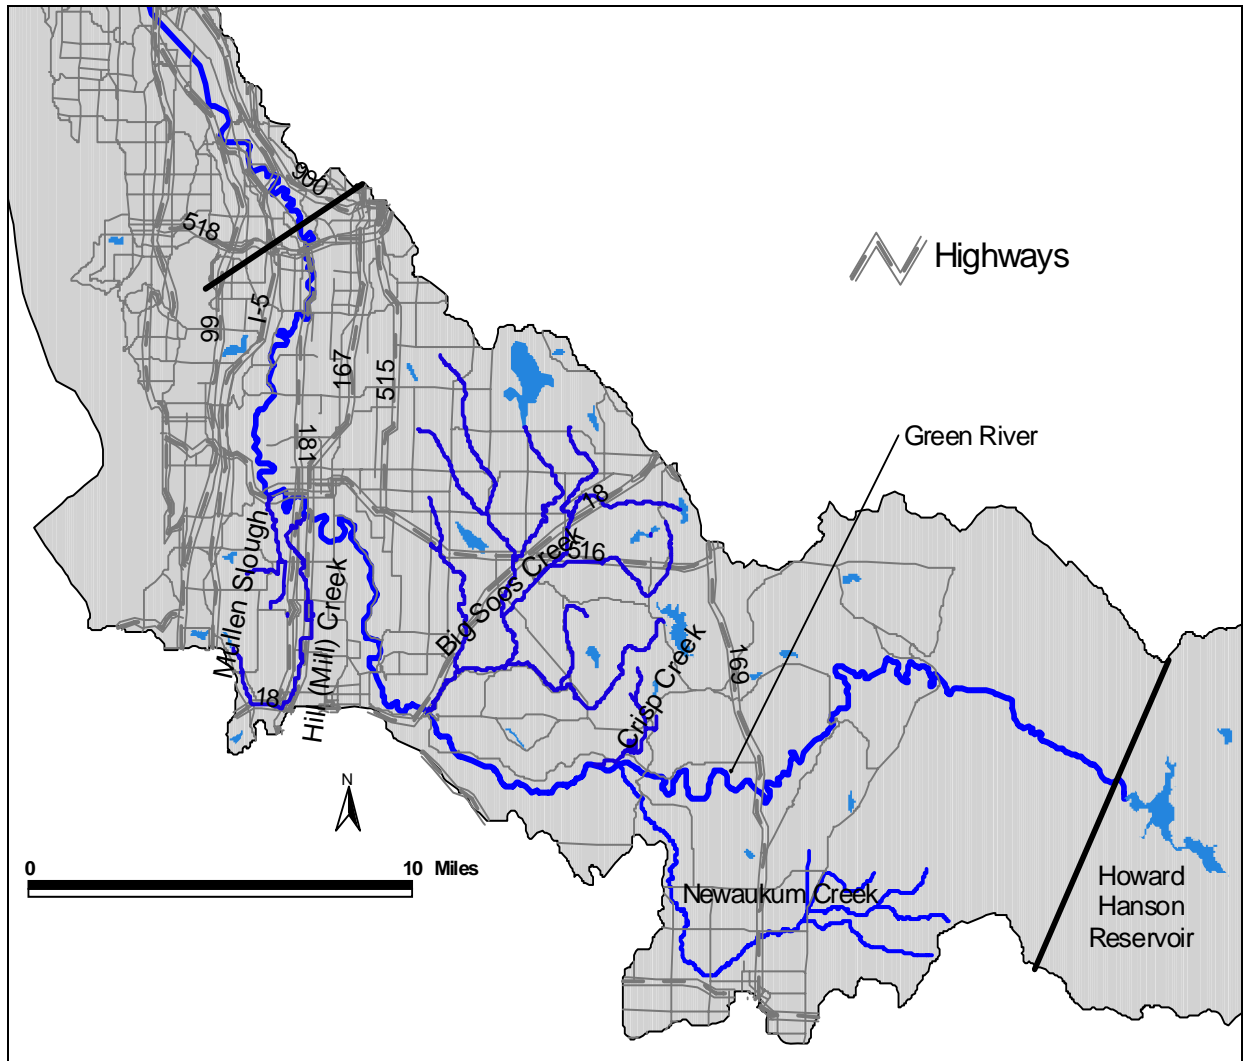 900
518
Highways
I-5
99
167
515
Green River
181
18
516
Big Soos Creek
Mullen Slough
Hill (Mill) Creek
Crisp Creek
169
18
N
0 10 Miles
Newaukum Creek
Howard
Hanson
Reservoir